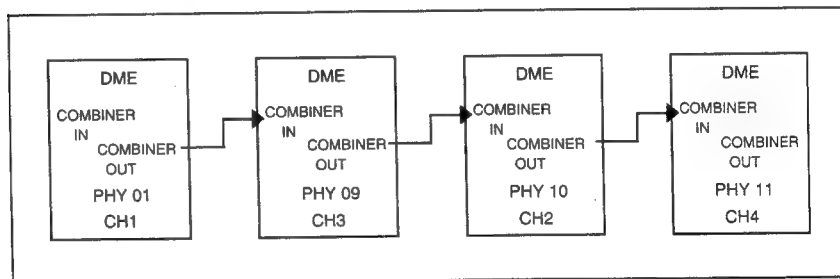 DME
COMBINER
IN
COMBINER
OUT
PHY 01
CH1
DME
COMBINER
IN
COMBINER
OUT
PHY 09
CH3
DME
COMBINER
IN
COMBINER
OUT
PHY 10
CH2
DME
COMBINER
IN
COMBINER
OUT
PHY 11
CH4